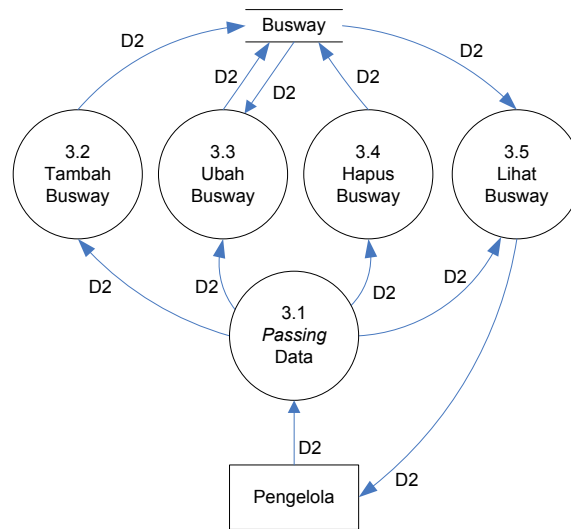 Busway
D2
D2
D2
D2
D2
3.2
Tambah
Busway
3.3
Ubah
Busway
3.4
Hapus
Busway
3.5
Lihat
Busway
D2
D2
D2
D2
3.1
Passing
Data
D2
D2
Pengelola